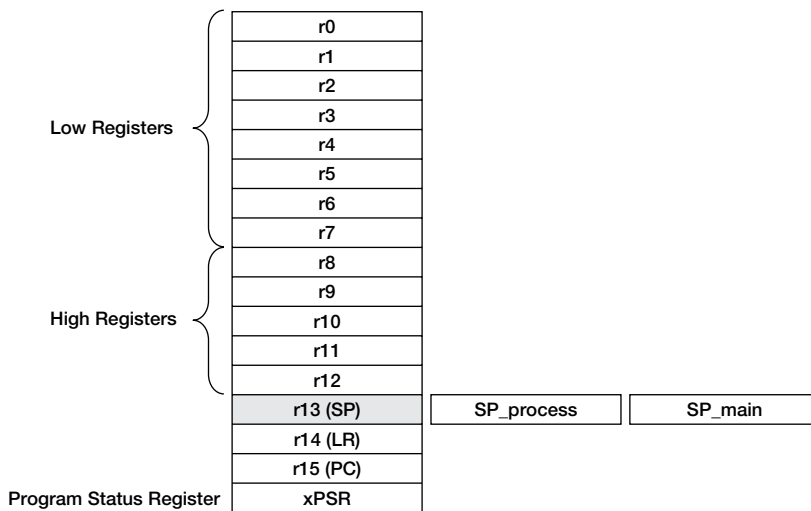 r0
r1
r2
r3
Low Registers
r4
r5
r6
r7
r8
r9
High Registers
r10
r11
r12
r13 (SP)
SP_process
SP_main
r14 (LR)
r15 (PC)
Program Status Register
xPSR